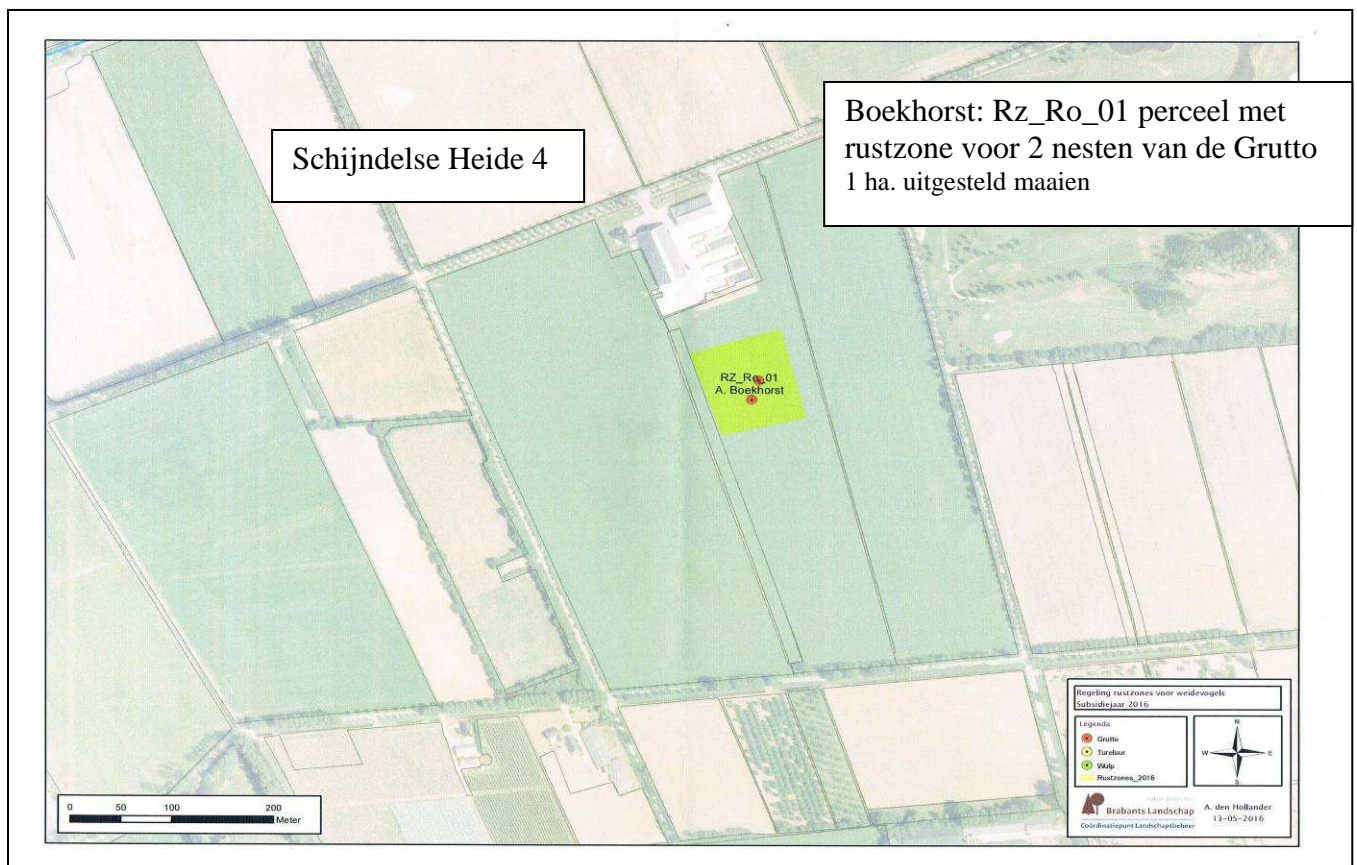 Schijndelse Heide 4
Boekhorst: Rz_Ro_01 perceel met
rustzone voor 2 nesten van de Grutto
1 ha. uitgesteld maaien
RZ_Ro_01
A. Boekhorst
Regeling rustzones voor weidevogels
Subsidiejaar 2016
Legenda
Grutto
Tureluur
Wulp
Rustzones_2016
N
W
E
S
0 50 100 200
Meter
Brabants Landschap
Coördinatiepunt Landschapsbeheer
A. den Hollander
13-05-2016